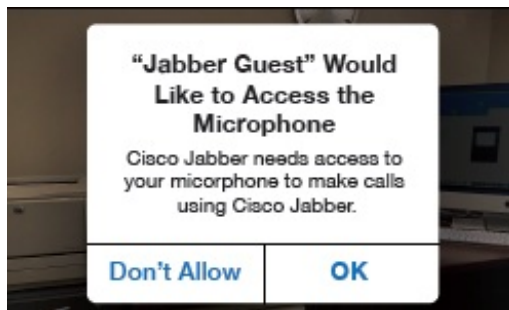 “Jabber Guest” Would
Like to Access the
Microphone
Cisco Jabber needs access to
your micorphone to make calls
using Cisco Jabber.
Don't Allow
OK